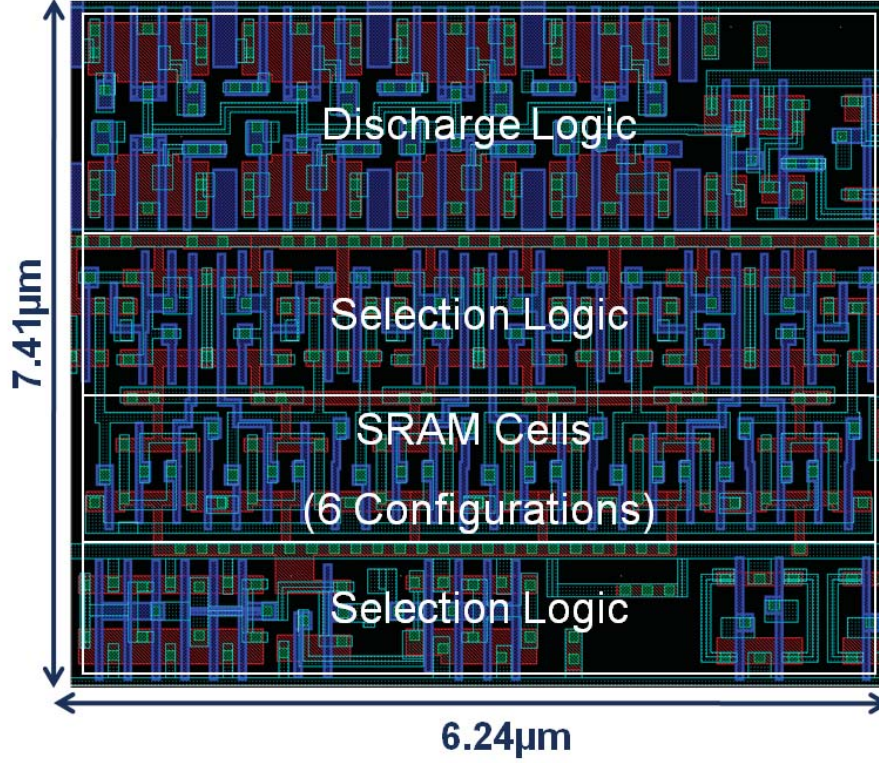 Discharge Logic
7.41µm
Selection Logic
SRAM Cells
(6 Configurations)
Selection Logic
6.24µm